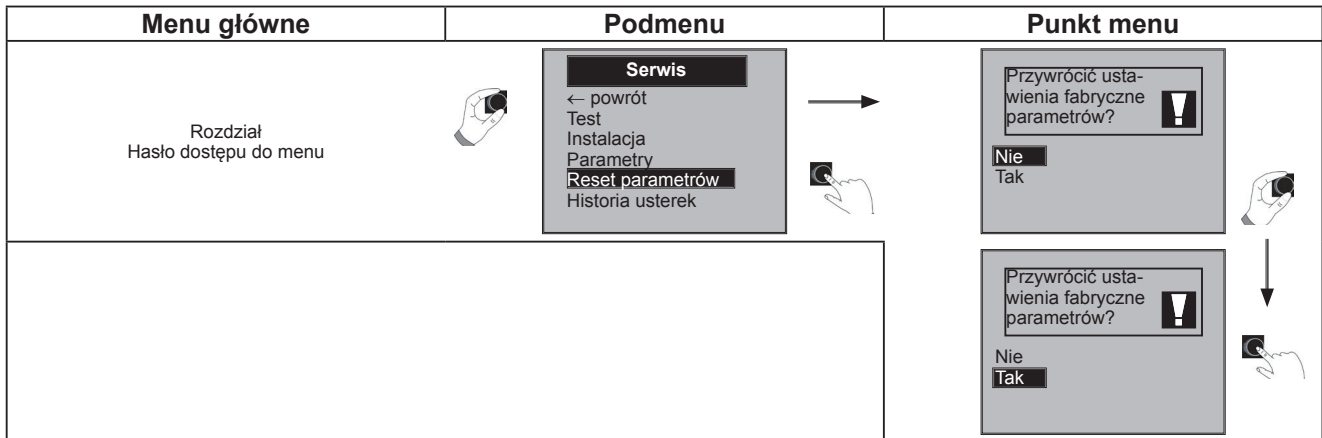 Menu główne
Podmenu
Punkt menu
Rozdział
Hasło dostępu do menu
Serwis
← powrót
Test
Instalacja
Parametry
Reset parametrów
Historia usterek
Przywrócić usta-
wienia fabryczne
parametrów?
Nie
Tak
Przywrócić usta-
wienia fabryczne
parametrów?
Nie
Tak